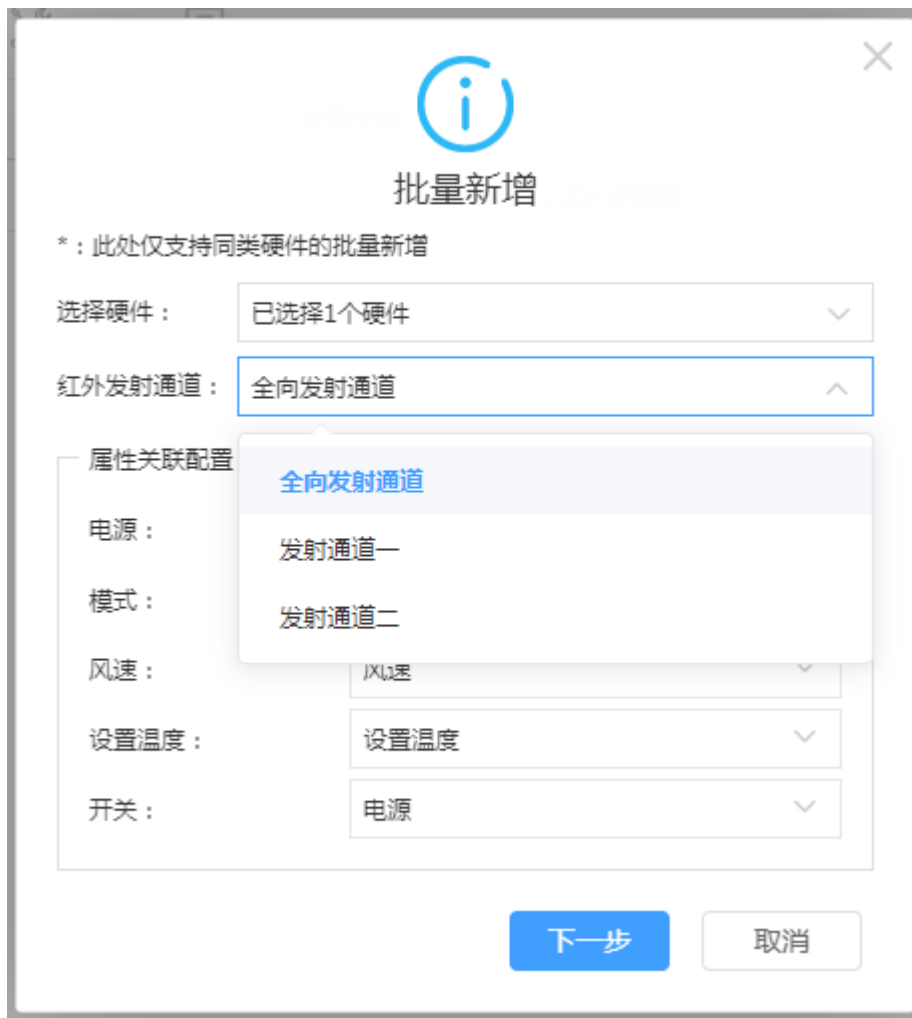 批量新增
*：此处仅支持同类硬件的批量新增
选择硬件： 已选择1个硬件
红外发射通道： 全向发射通道
属性关联配置
全向发射通道
电源：
发射通道一
模式：
发射通道二
风速： 风速
设置温度： 设置温度
开关： 电源
下一步 取消